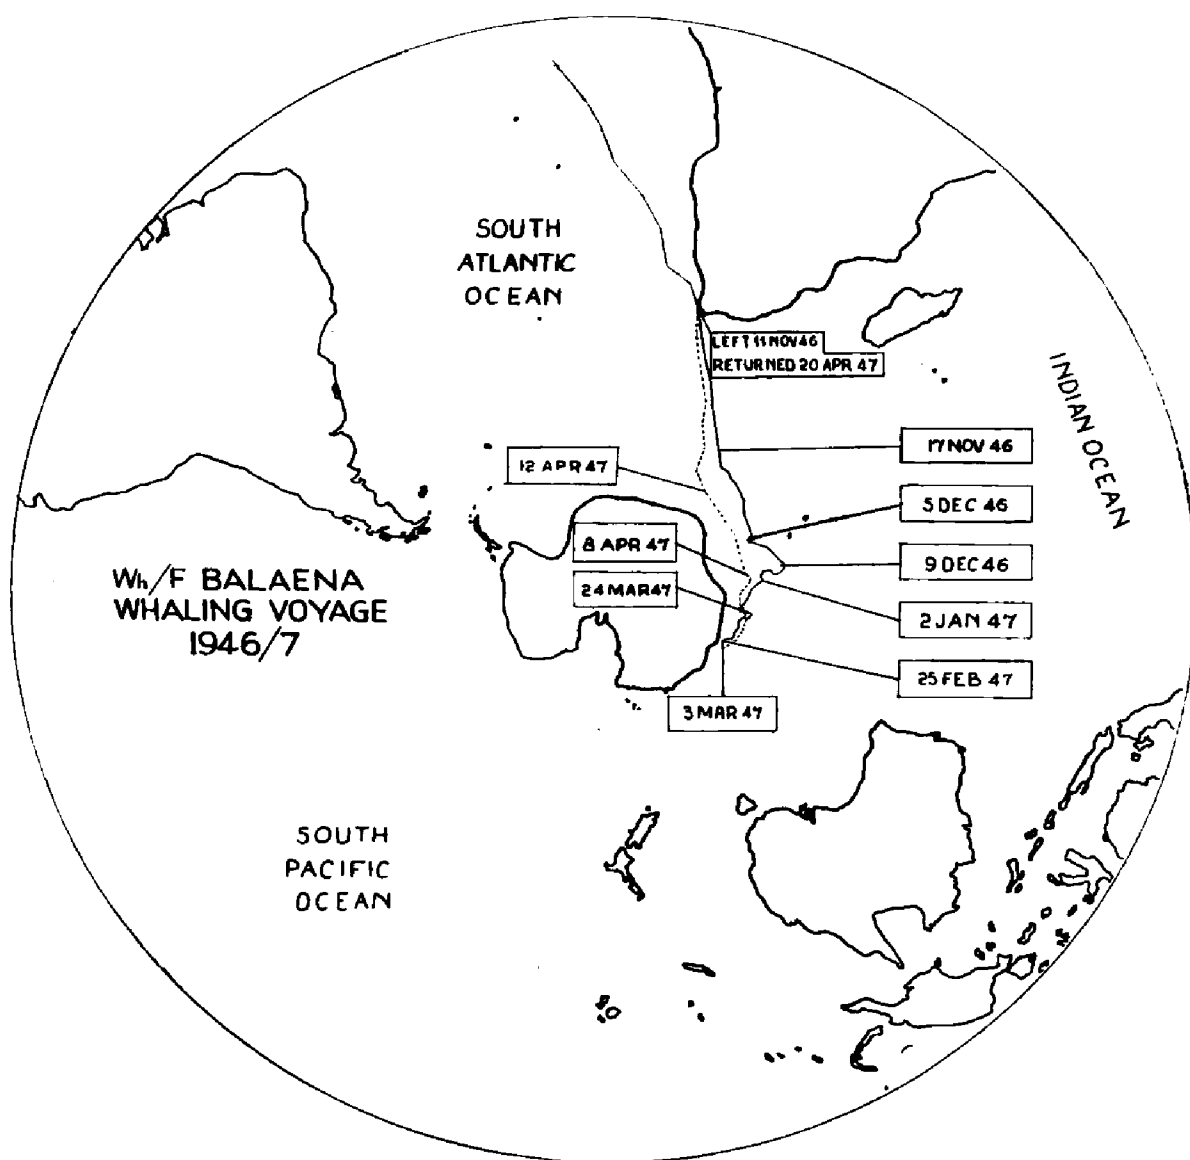 SOUTH
ATLANTIC
OCEAN
LEFT 11 NOV 46
RETURNED 20 APR 47
INDIAN OCEAN
17 NOV 46
12 APR 47
5 DEC 46
8 APR 47
9 DEC 46
24 MAR 47
2 JAN 47
25 FEB 47
3 MAR 47
Wh/F BALAENA
WHALING VOYAGE
1946/7
SOUTH
PACIFIC
OCEAN